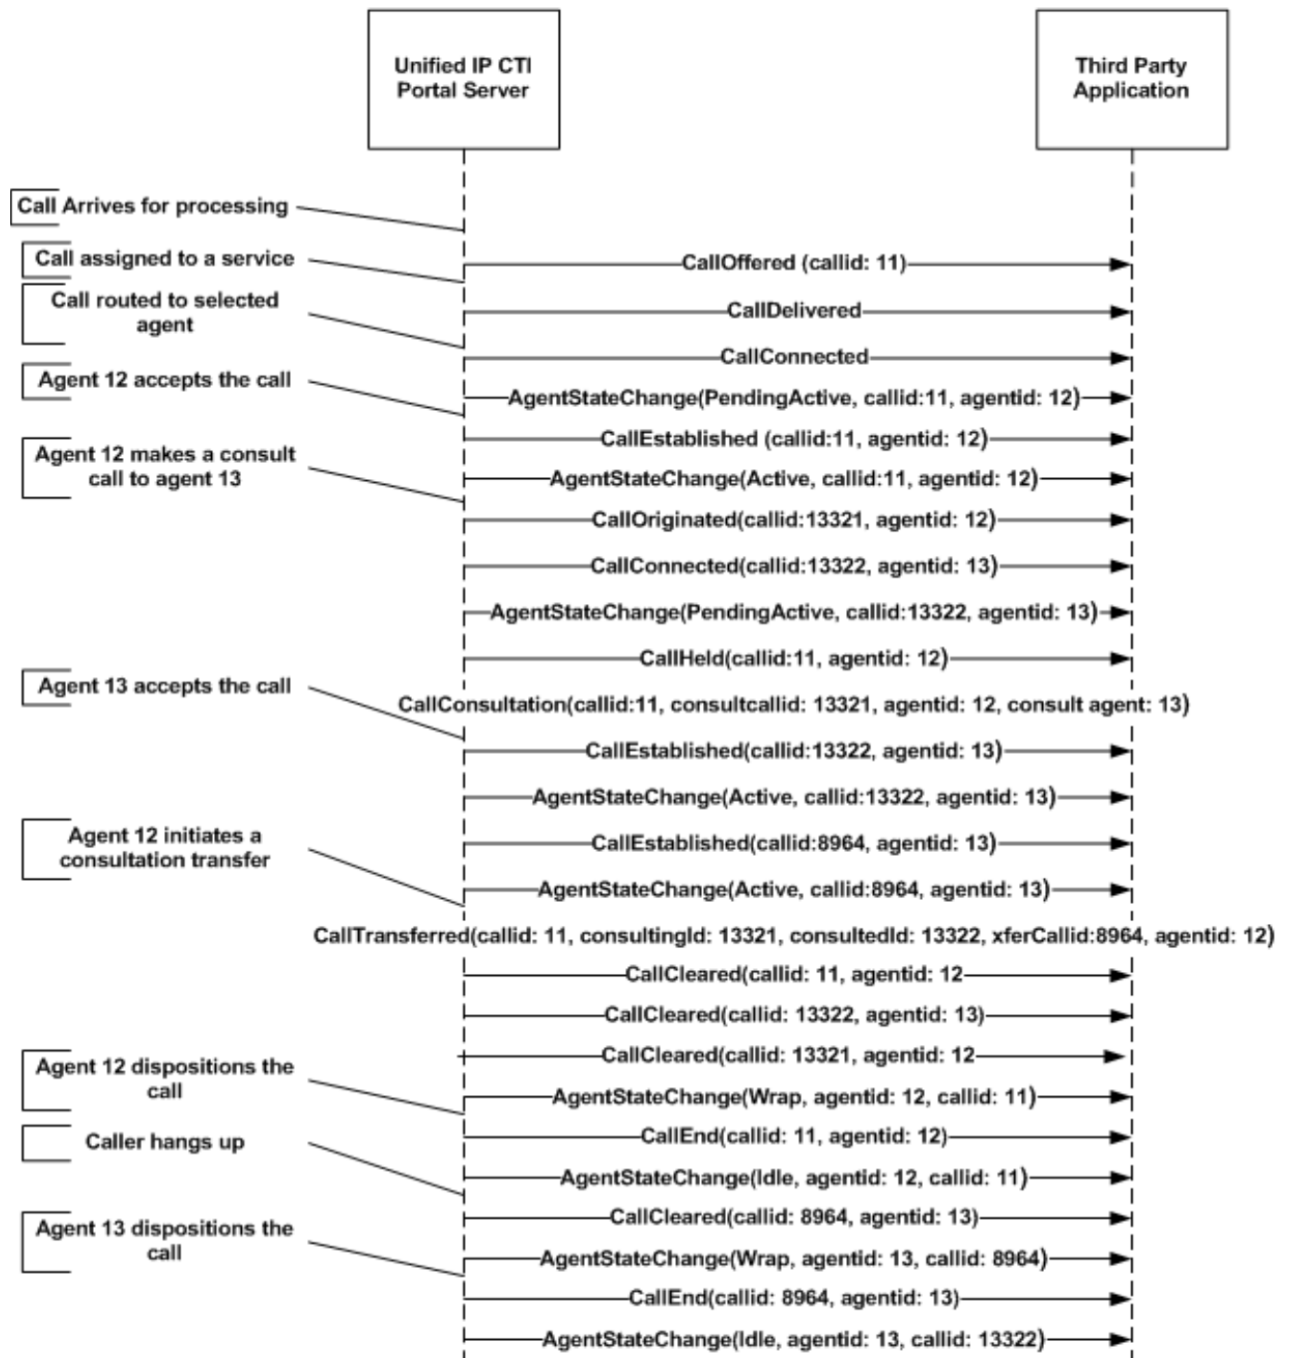 Unified IP CTI
Portal Server
Third Party
Application
Call Arrives for processing
Call assigned to a service
CallOffered (callid: 11)
Call routed to selected
agent
CallDelivered
CallConnected
Agent 12 accepts the call
AgentStateChange(PendingActive, callid:11, agentid: 12)
CallEstablished (callid:11, agentid: 12)
Agent 12 makes a consult
call to agent 13
AgentStateChange(Active, callid:11, agentid: 12)
CallOriginated(callid:13321, agentid: 12)
CallConnected(callid:13322, agentid: 13)
AgentStateChange(PendingActive, callid:13322, agentid: 13)
CallHeld(callid:11, agentid: 12)
Agent 13 accepts the call
CallConsultation(callid:11, consultcallid: 13321, agentid: 12, consult agent: 13)
CallEstablished(callid:13322, agentid: 13)
AgentStateChange(Active, callid:13322, agentid: 13)
Agent 12 initiates a
consultation transfer
CallEstablished(callid:8964, agentid: 13)
AgentStateChange(Active, callid:8964, agentid: 13)
CallTransferred(callid: 11, consultingId: 13321, consultedId: 13322, xferCallid:8964, agentid: 12)
CallCleared(callid: 11, agentid: 12
CallCleared(callid: 13322, agentid: 13)
CallCleared(callid: 13321, agentid: 12
Agent 12 dispositions the
call
AgentStateChange(Wrap, agentid: 12, callid: 11)
CallEnd(callid: 11, agentid: 12)
Caller hangs up
AgentStateChange(Idle, agentid: 12, callid: 11)
CallCleared(callid: 8964, agentid: 13)
Agent 13 dispositions the
call
AgentStateChange(Wrap, agentid: 13, callid: 8964)
CallEnd(callid: 8964, agentid: 13)
AgentStateChange(Idle, agentid: 13, callid: 13322)